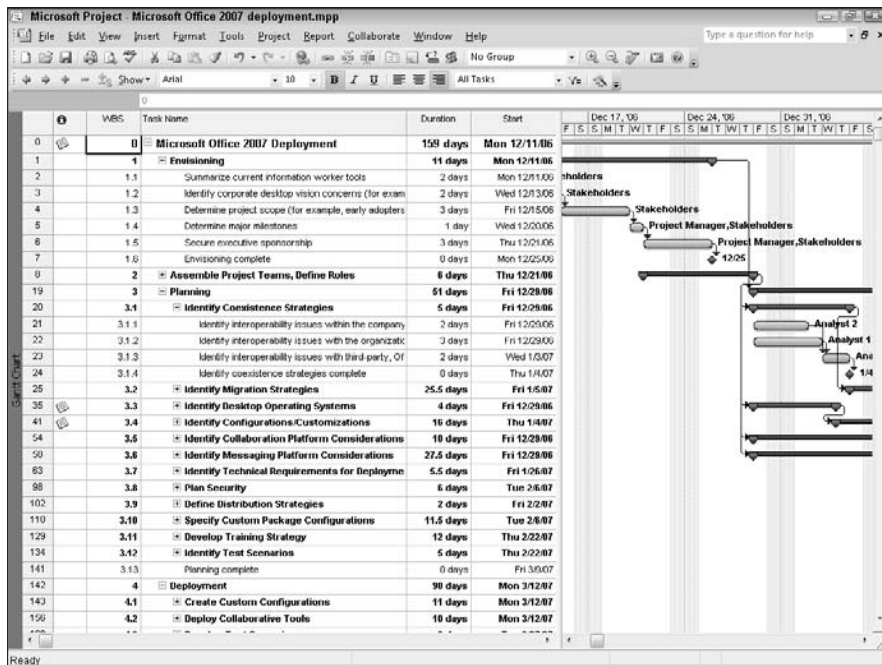 Microsoft Project - Microsoft Office 2007 deployment.mpp
File Edit View Insert Format Tools Project Report Collaborate Window Help Type a question for help
No Group
Show Arial 10 B I U All Tasks
0
WBS Task Name Duration Start Dec 17, '06 Dec 24, '06 Dec 31, '06
F S S M T W T F S S M T W T F S S M T W T F S
0 0 Microsoft Office 2007 Deployment 159 days Mon 12/11/06
1 1 Envisioning 11 days Mon 12/11/06
2 1.1 Summarize current information worker tools 2 days Mon 12/11/06 eholders
3 1.2 Identify corporate desktop vision concerns (for exam 2 days Wed 12/13/06 Stakeholders
4 1.3 Determine project scope (for example, early adopters 3 days Fri 12/15/06 Stakeholders
5 1.4 Determine major milestones 1 day Wed 12/20/06 Project Manager,Stakeholders
6 1.5 Secure executive sponsorship 3 days Thu 12/21/06 Project Manager,Stakeholders
7 1.6 Envisioning complete 0 days Mon 12/25/06 12/25
8 2 Assemble Project Teams, Define Roles 6 days Thu 12/21/06
19 3 Planning 51 days Fri 12/29/06
20 3.1 Identify Coexistence Strategies 5 days Fri 12/29/06
21 3.1.1 Identify interoperability issues within the company 2 days Fri 12/29/06 Analyst 2
22 3.1.2 Identify interoperability issues with the organizatic 3 days Fri 12/29/06 Analyst 1
23 3.1.3 Identify interoperability issues with third-party, Of 2 days Wed 1/3/07 Ana
24 3.1.4 Identify coexistence strategies complete 0 days Thu 1/4/07 1/4
25 3.2 Identify Migration Strategies 25.5 days Fri 1/5/07
35 3.3 Identify Desktop Operating Systems 4 days Fri 12/29/06
41 3.4 Identify Configurations/Customizations 16 days Thu 1/4/07
54 3.5 Identify Collaboration Platform Considerations 10 days Fri 12/29/06
58 3.6 Identify Messaging Platform Considerations 27.5 days Fri 12/29/06
63 3.7 Identify Technical Requirements for Deployme 5.5 days Fri 1/26/07
98 3.8 Plan Security 6 days Tue 2/6/07
102 3.9 Define Distribution Strategies 2 days Fri 2/2/07
110 3.10 Specify Custom Package Configurations 11.5 days Tue 2/6/07
129 3.11 Develop Training Strategy 12 days Thu 2/22/07
134 3.12 Identify Test Scenarios 5 days Thu 2/22/07
141 3.13 Planning complete 0 days Fri 3/9/07
142 4 Deployment 90 days Mon 3/12/07
143 4.1 Create Custom Configurations 11 days Mon 3/12/07
156 4.2 Deploy Collaborative Tools 10 days Mon 3/12/07
Gantt Chart
Ready